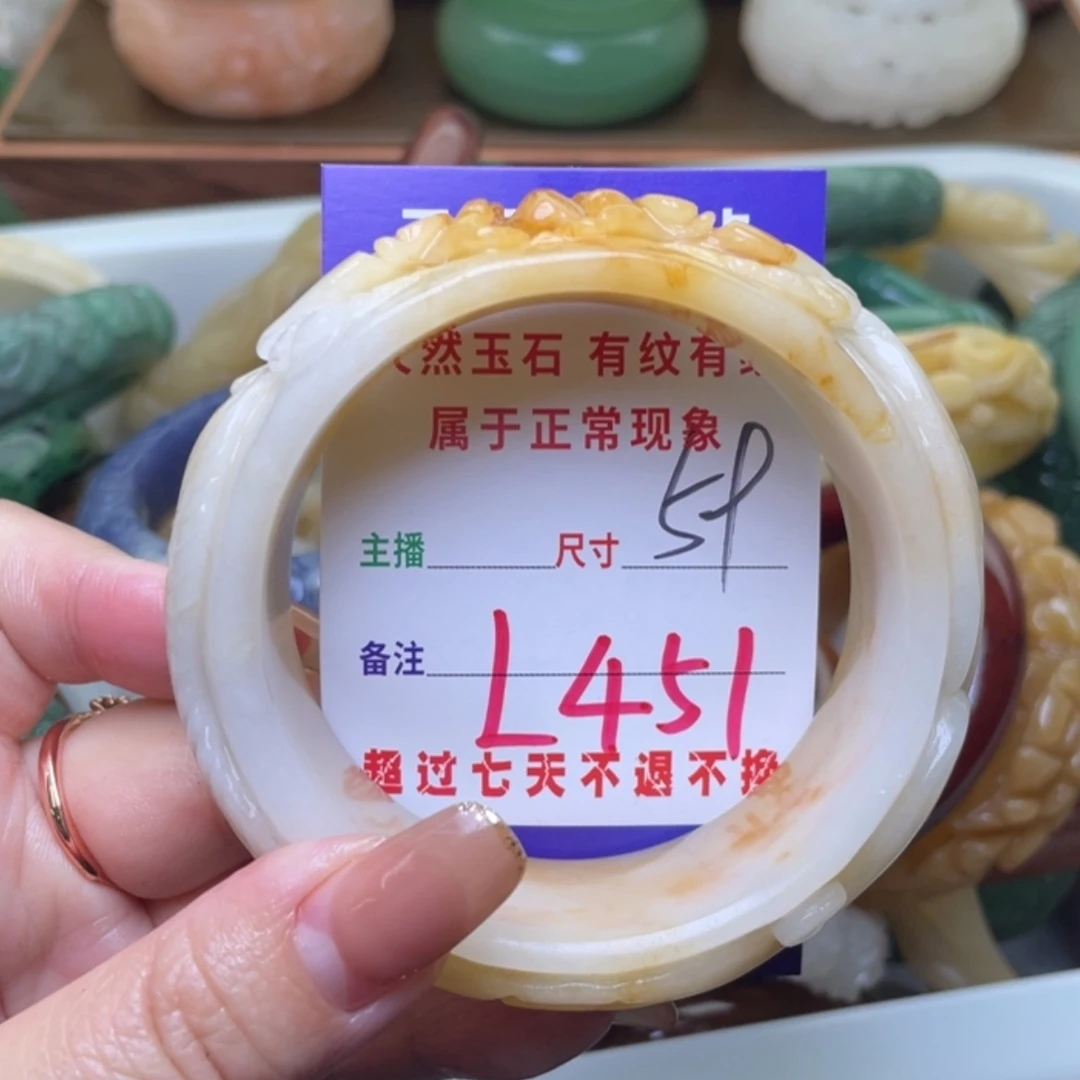 然玉石 有纹有
属于正常现象
主播 尺寸 59
备注 L451
超过七天不退不换